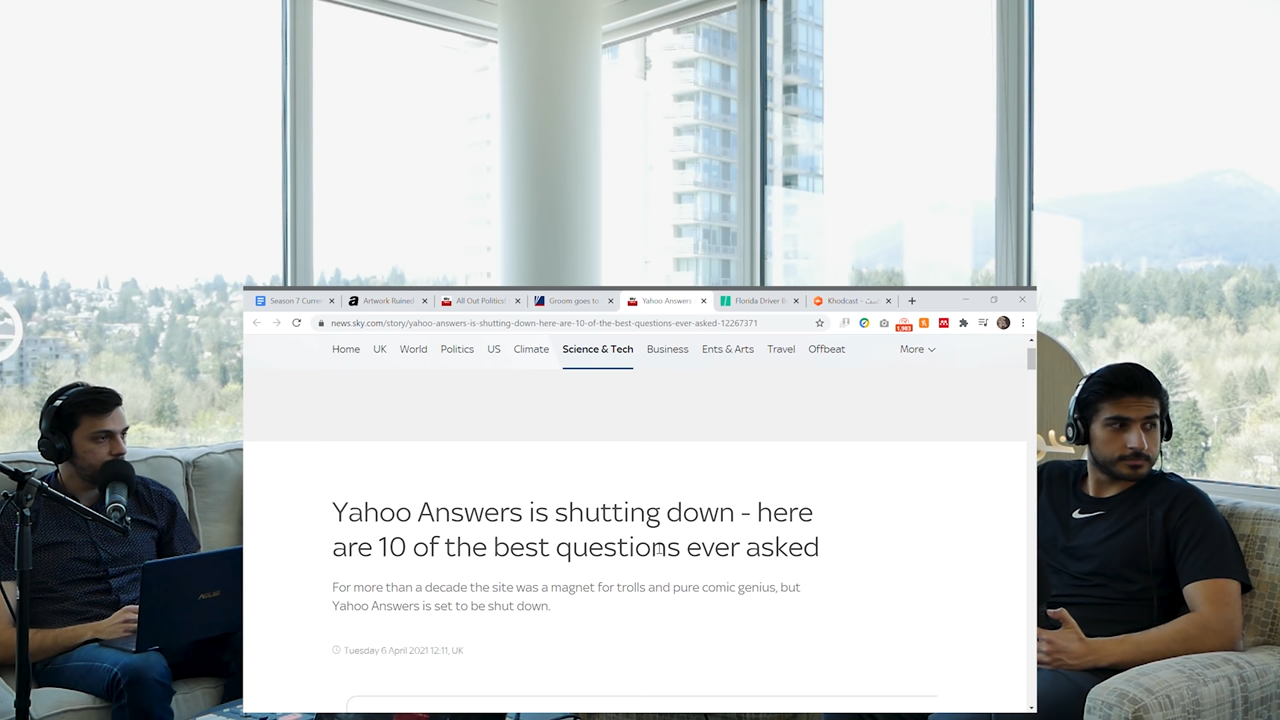 Season 7 Curre
Artwork Ruined
All Out Politics
Groom goes to
Yahoo Answers
Florida Driver
Khodcast -
news.sky.com/story/yahoo-answers-is-shutting-down-here-are-10-of-the-best-questions-ever-asked-12267371
1,903
Home UK World Politics US Climate Science & Tech Business Ents & Arts Travel Offbeat More
Yahoo Answers is shutting down - here
are 10 of the best questions ever asked
For more than a decade the site was a magnet for trolls and pure comic genius, but
Yahoo Answers is set to be shut down.
Tuesday 6 April 2021 12:11, UK
ASUS